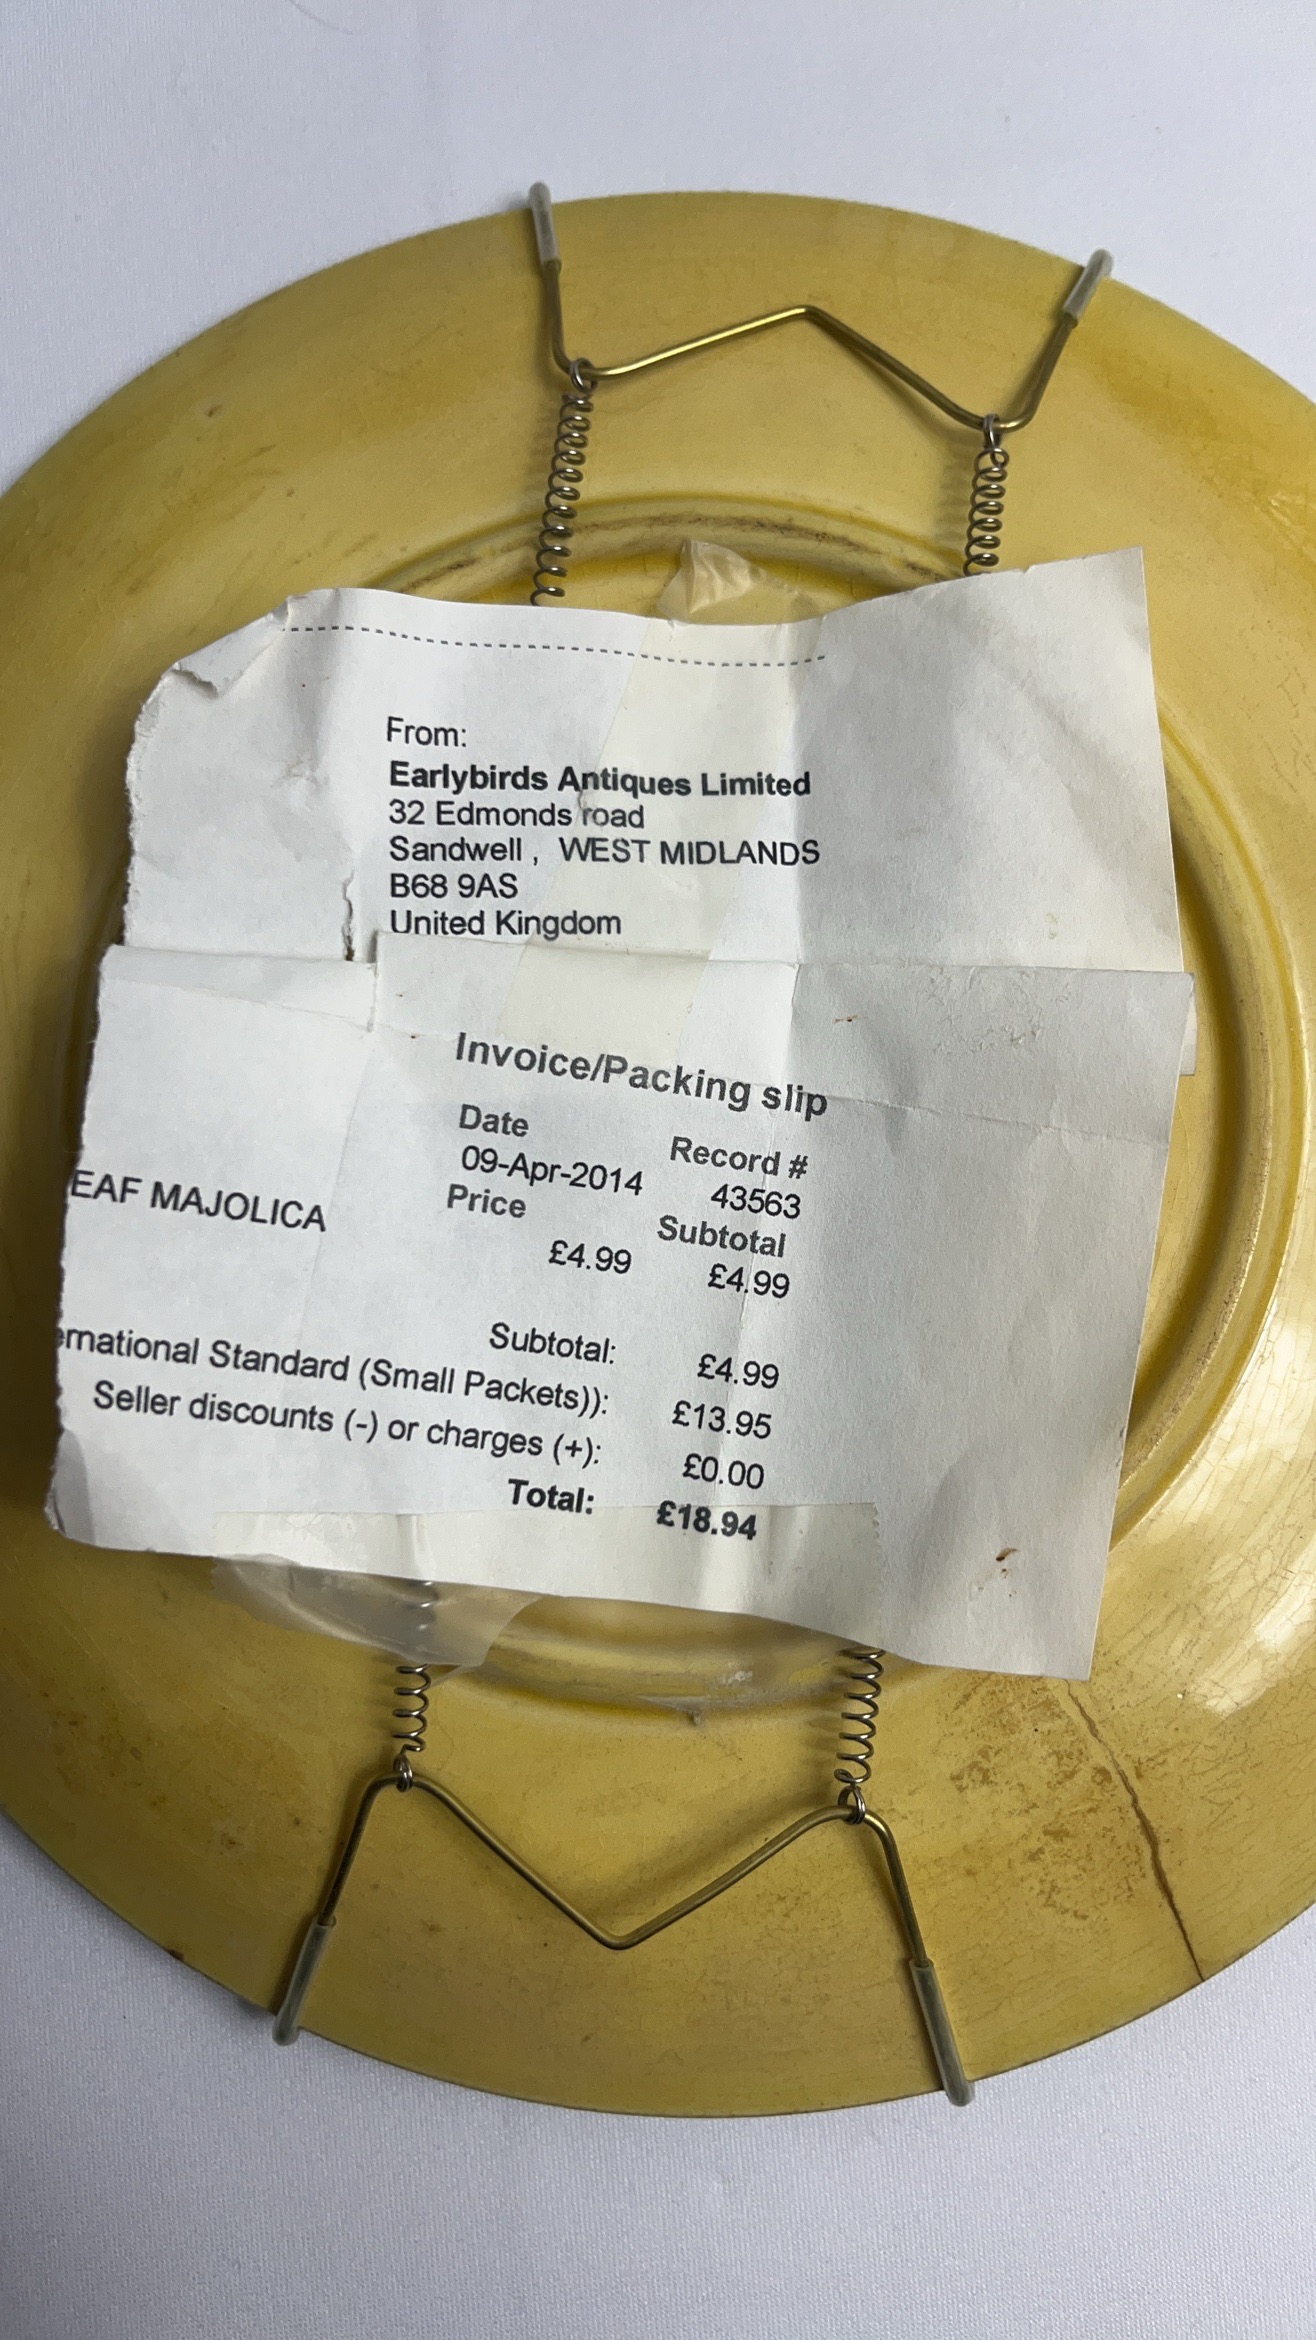 From:
Earlybirds Antiques Limited
32 Edmonds road
Sandwell , WEST MIDLANDS
B68 9AS
United Kingdom
Invoice/Packing slip
Date Record #
09-Apr-2014 43563
Price Subtotal
EAF MAJOLICA £4.99 £4.99
Subtotal: £4.99
ernational Standard (Small Packets)): £13.95
Seller discounts (-) or charges (+): £0.00
Total: £18.94